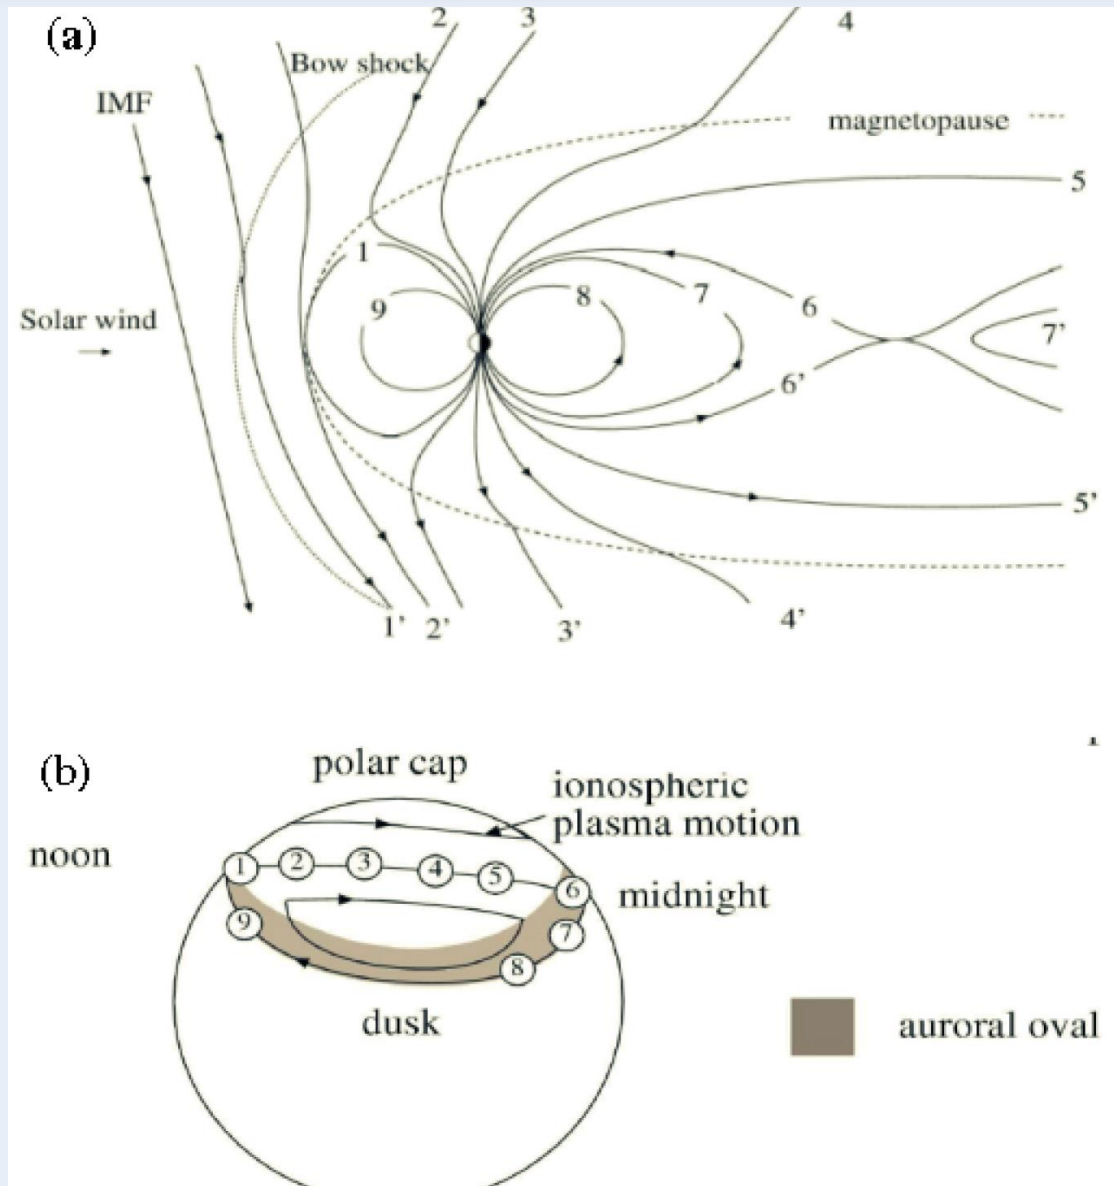 (a)
2
3
4
Bow shock
IMF
magnetopause
5
1
7
8
6
9
Solar wind
7'
6'
5'
1'
2'
3'
4'
(b)
polar cap
ionospheric
plasma motion
noon
1
2
3
4
5
6
midnight
9
7
8
dusk
auroral oval